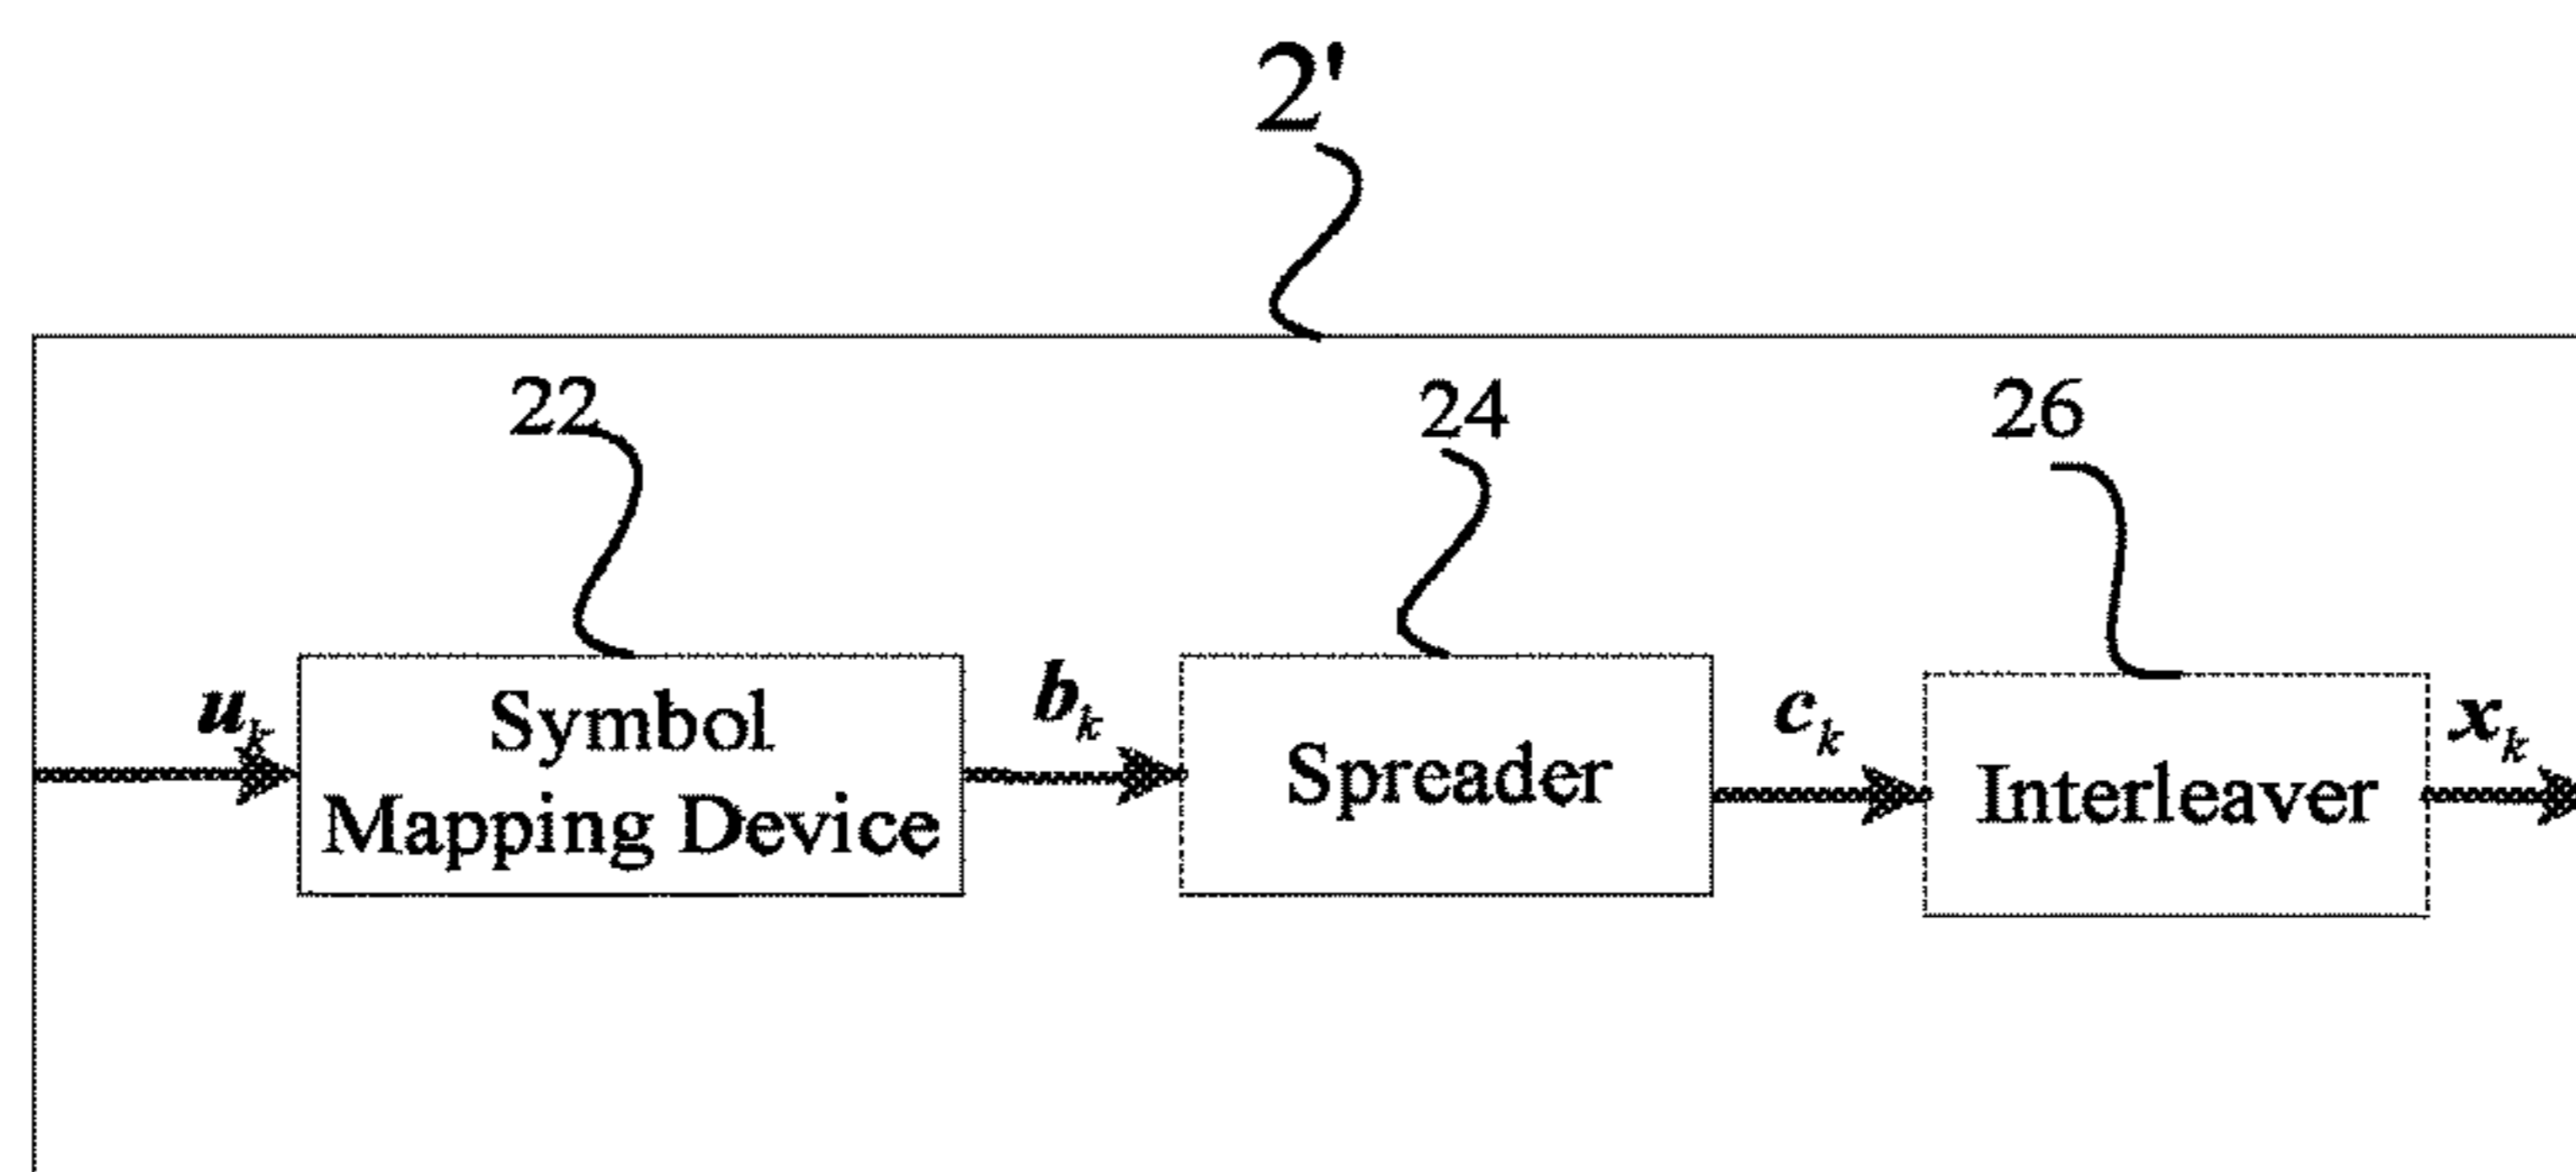 2'
22
24
26
u_k
Symbol
Mapping Device
b_k
Spreader
c_k
Interleaver
x_k